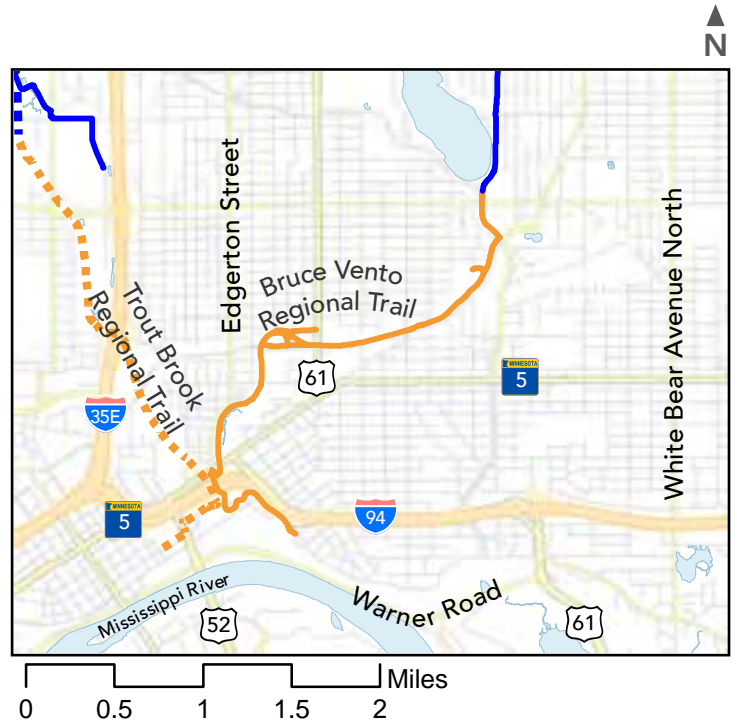 N
Edgerton Street
Bruce Vento
Regional Trail
White Bear Avenue North
Trout Brook
Regional Trail
61
MINNESOTA
5
35E
MINNESOTA
5
94
Mississippi River
Warner Road
52
61
Miles
0
0.5
1
1.5
2